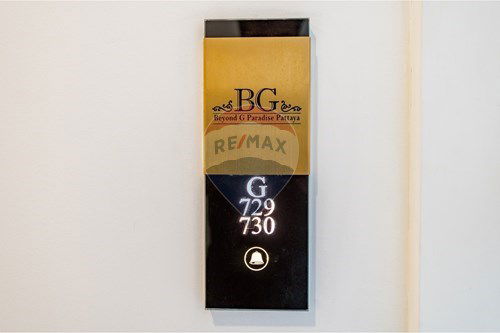 BG
Beyond G Paradise Pattaya
RE/MAX
G
729
730